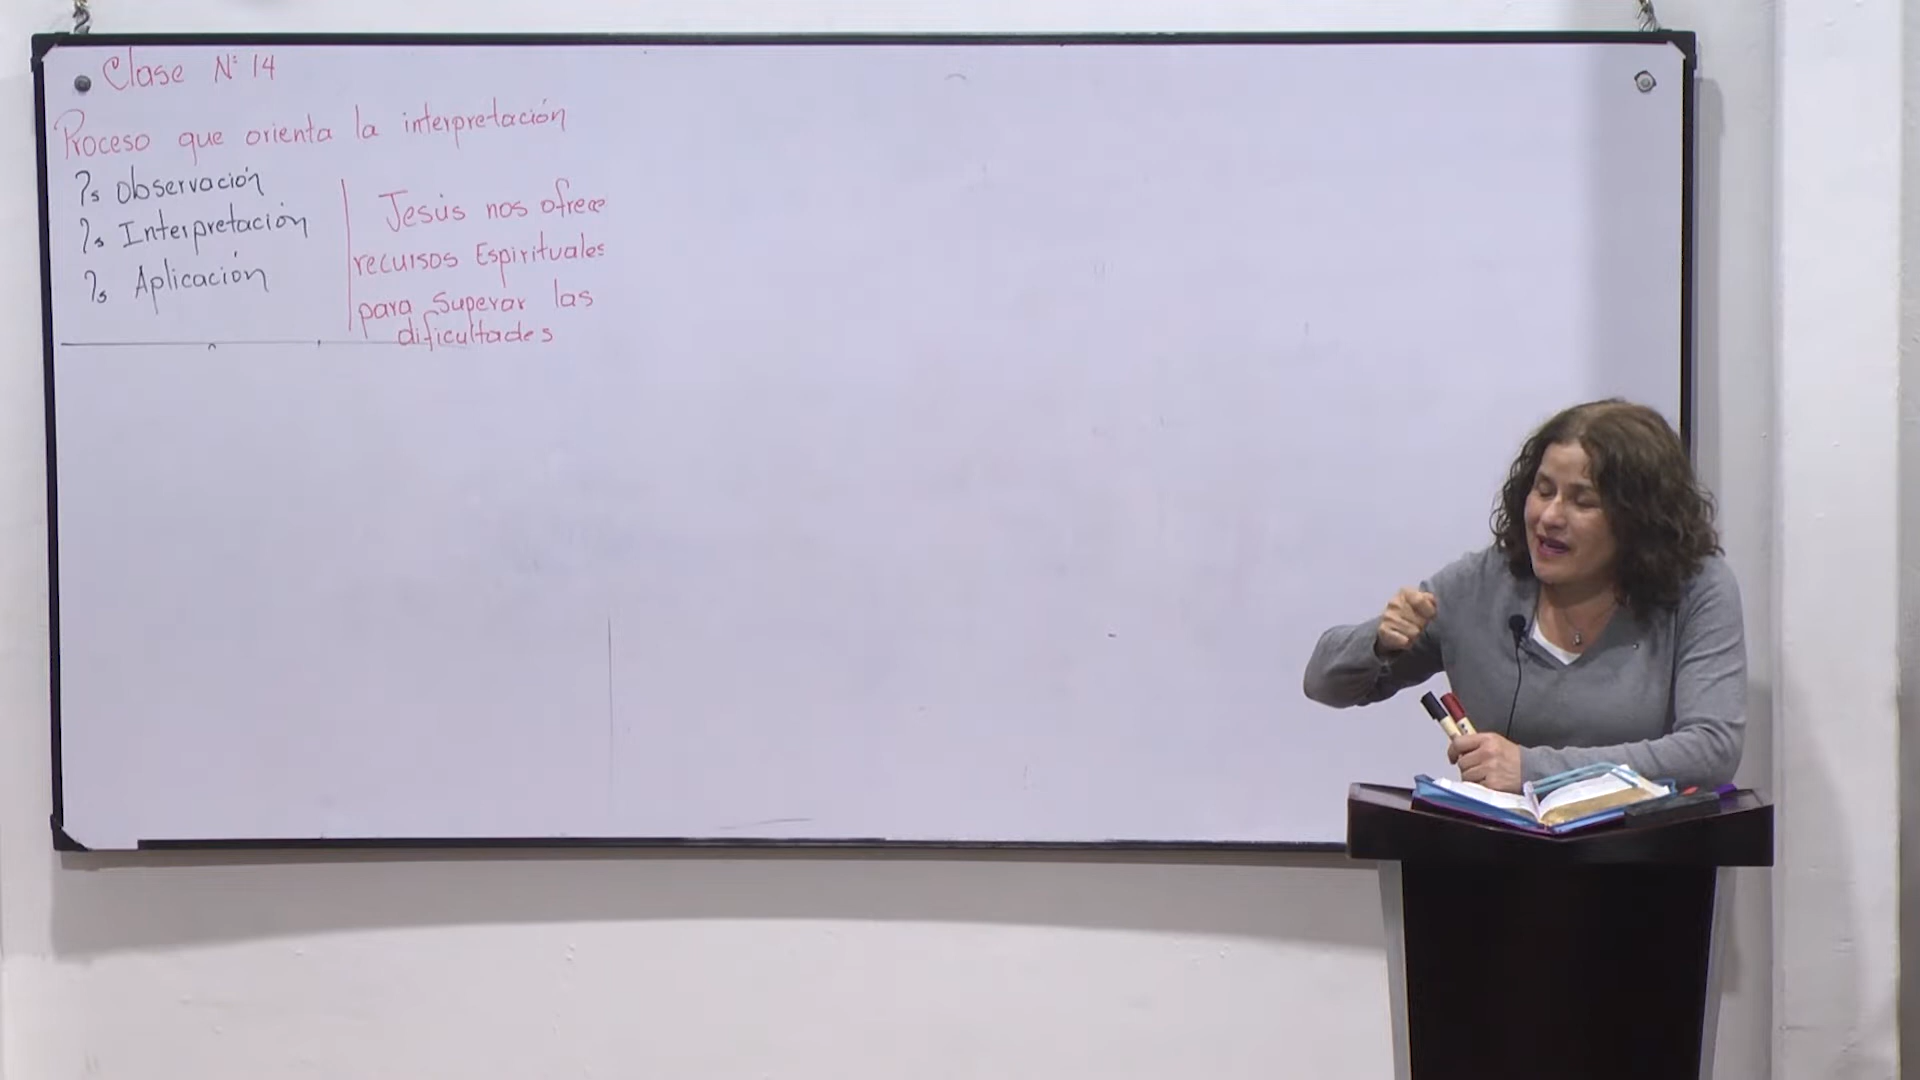 Clase N° 14
Proceso que orienta la interpretación
?s Observación
?s Interpretación
?s Aplicación
Jesús nos ofrece
recursos Espirituales
para Superar las
dificultades